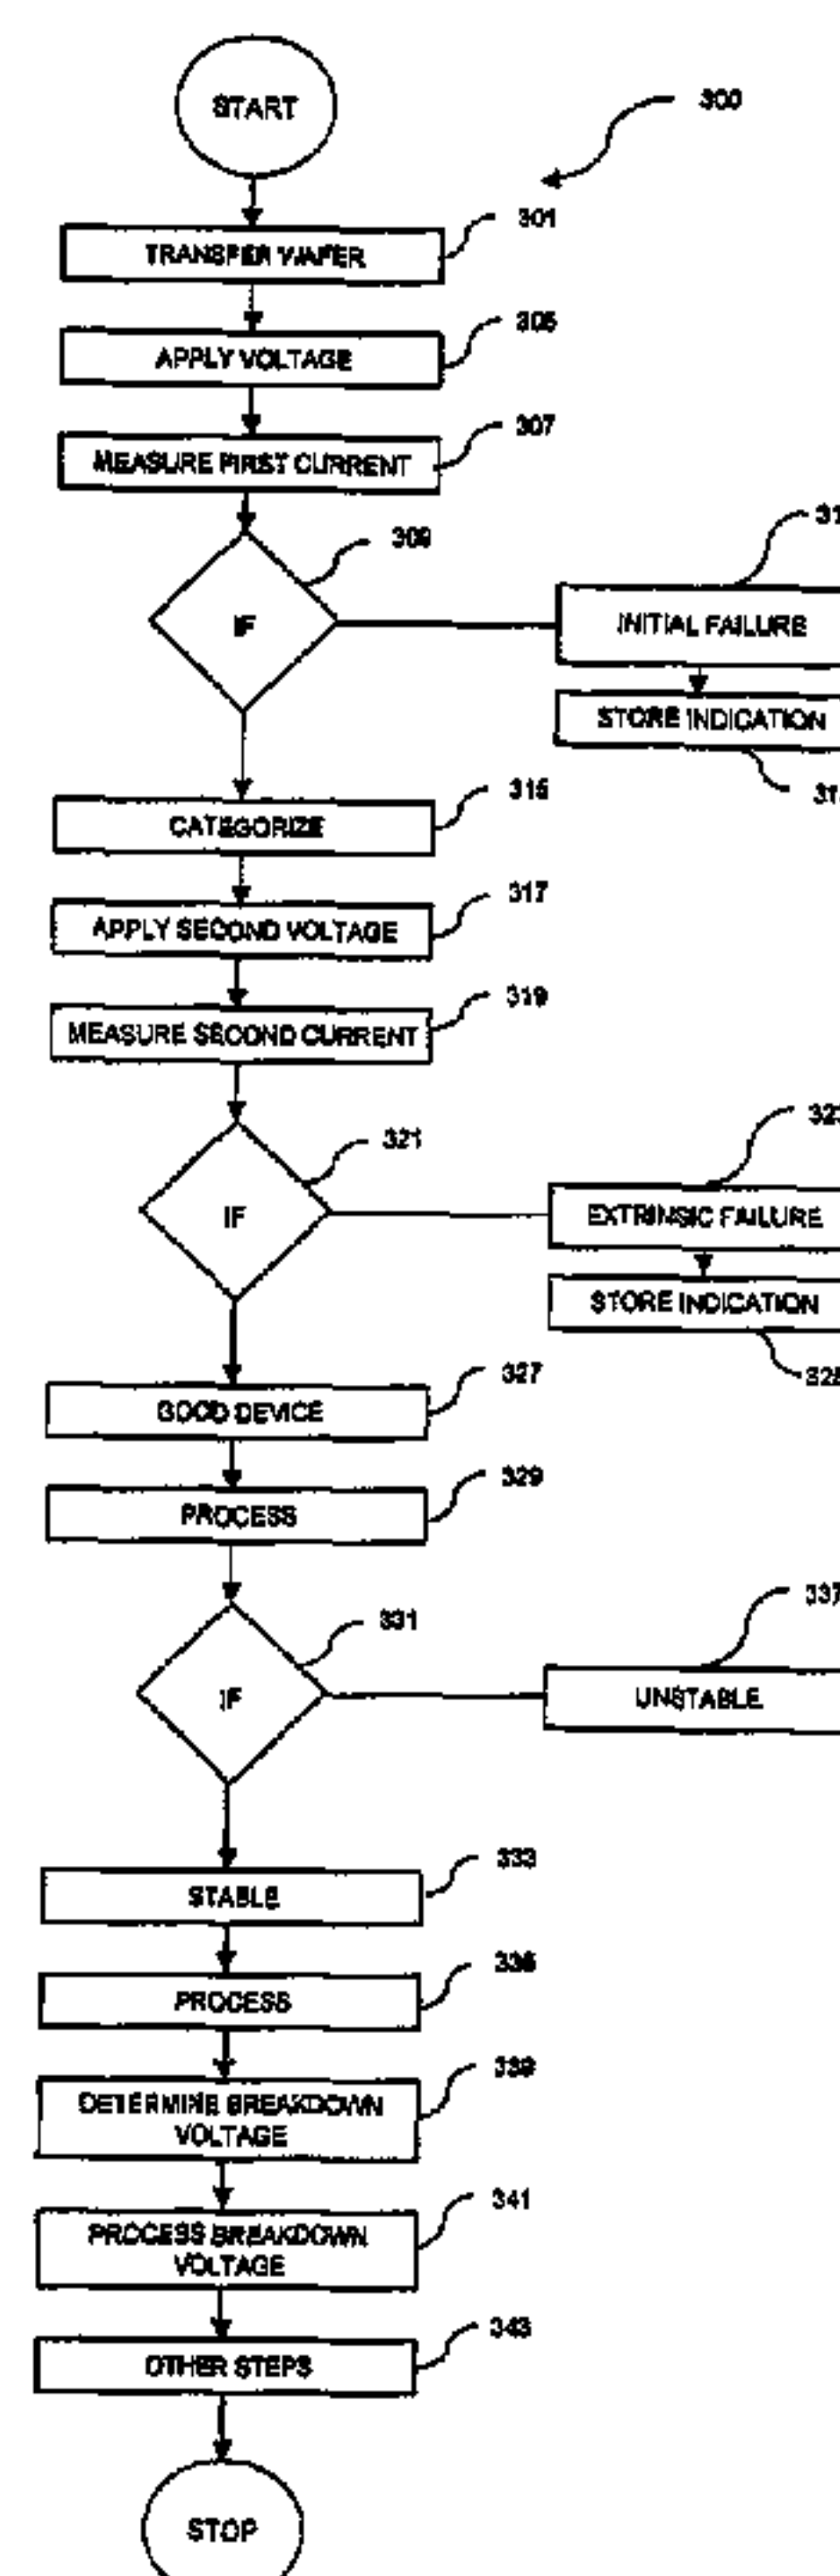 START
300
301
TRANSFER WAFER
305
APPLY VOLTAGE
307
MEASURE FIRST CURRENT
309
IF
INITIAL FAILURE
STORE INDICATION
315
CATEGORIZE
317
APPLY SECOND VOLTAGE
319
MEASURE SECOND CURRENT
321
IF
323
EXTRINSIC FAILURE
STORE INDICATION
325
327
GOOD DEVICE
329
PROCESS
331
IF
337
UNSTABLE
333
STABLE
335
PROCESS
339
DETERMINE BREAKDOWN
VOLTAGE
341
PROCESS BREAKDOWN
VOLTAGE
343
OTHER STEPS
STOP